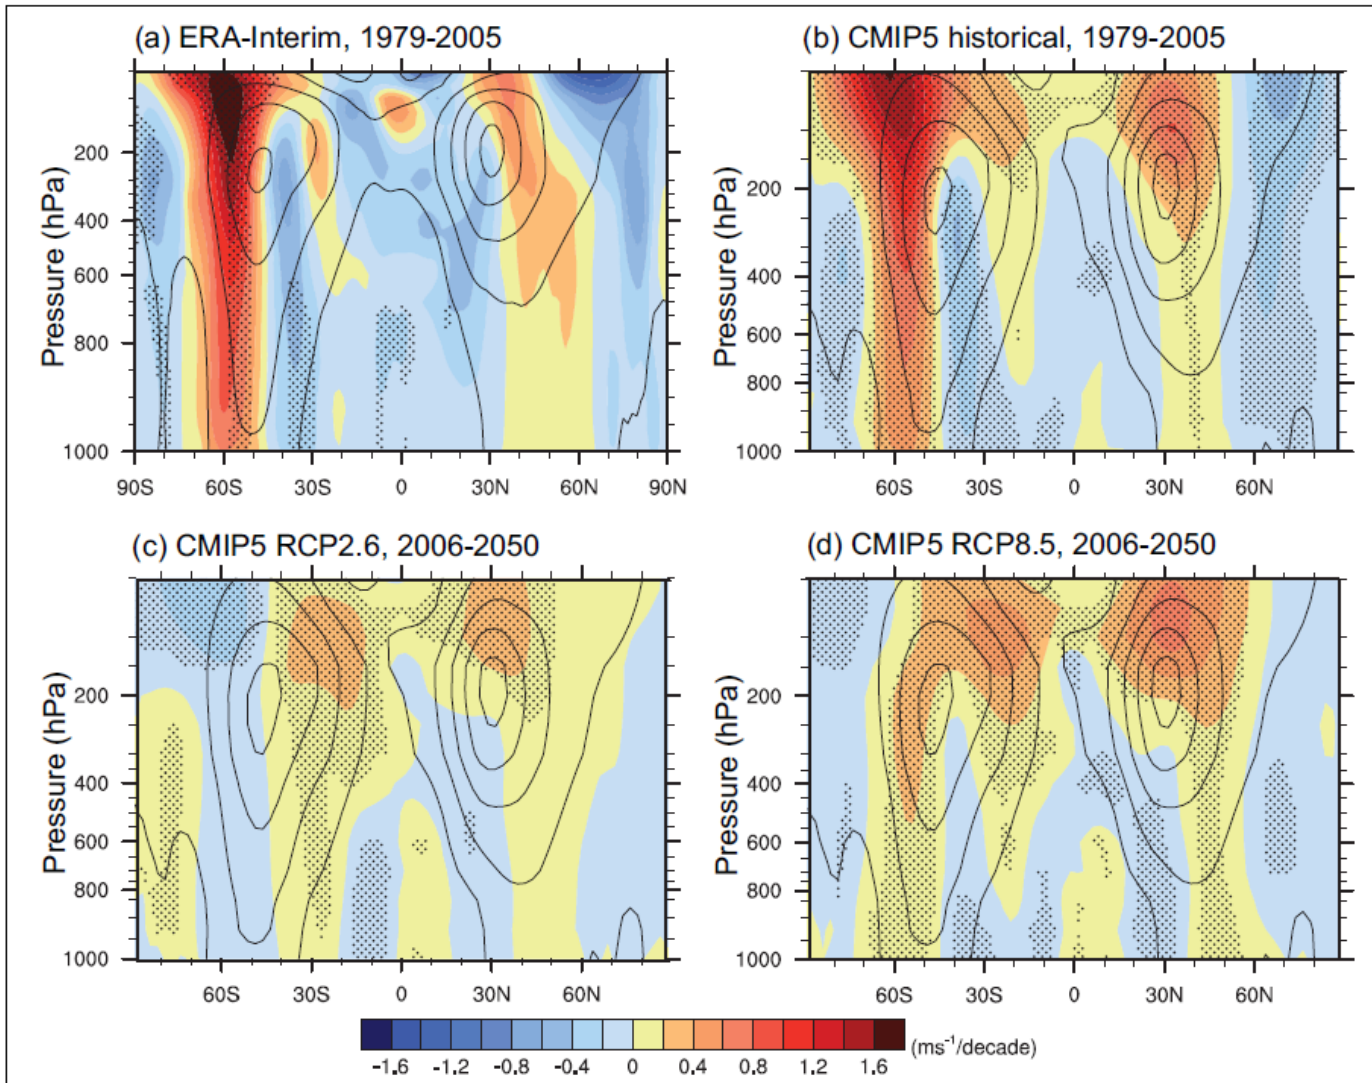 (a) ERA-Interim, 1979-2005
(b) CMIP5 historical, 1979-2005
Pressure (hPa)
200
400
600
800
1000
90S 60S 30S 0 30N 60N 90N
Pressure (hPa)
200
400
600
800
1000
60S 30S 0 30N 60N
(c) CMIP5 RCP2.6, 2006-2050
(d) CMIP5 RCP8.5, 2006-2050
Pressure (hPa)
200
400
600
800
1000
60S 30S 0 30N 60N
Pressure (hPa)
200
400
600
800
1000
60S 30S 0 30N 60N
-1.6 -1.2 -0.8 -0.4 0 0.4 0.8 1.2 1.6 (ms⁻¹/decade)